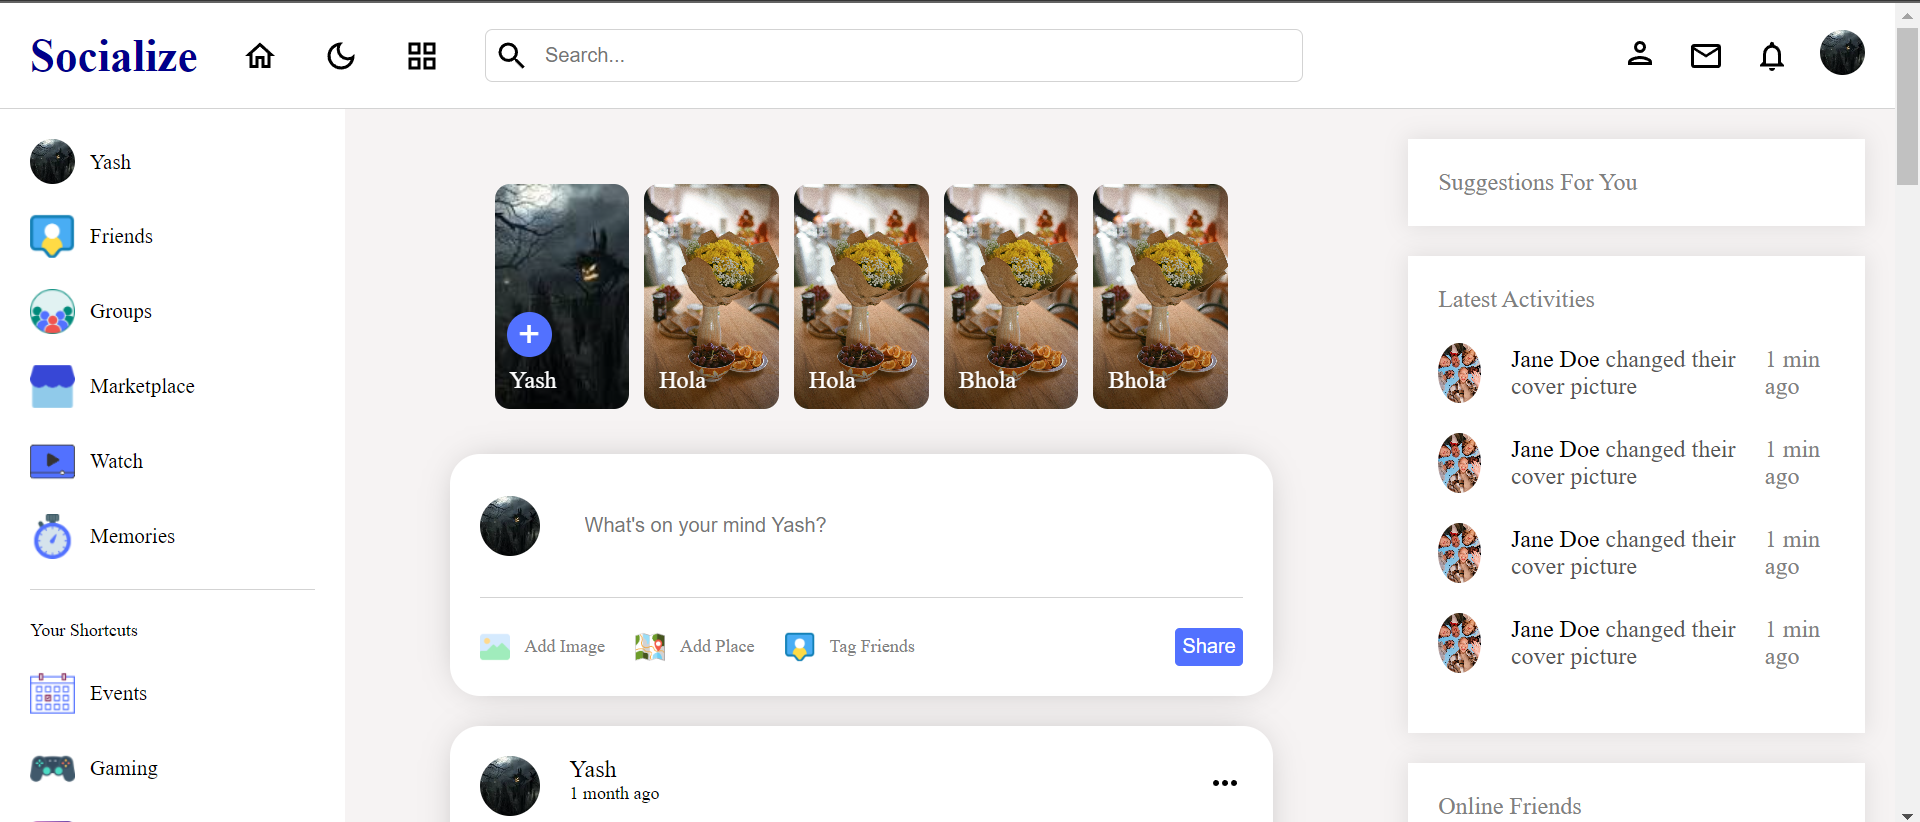 Socialize
Search...
Yash
Friends
Groups
Marketplace
Watch
Memories
Your Shortcuts
Events
Gaming
Yash
Hola
Hola
Bhola
Bhola
What's on your mind Yash?
Add Image
Add Place
Tag Friends
Share
Yash
1 month ago
Suggestions For You
Latest Activities
Jane Doe changed their
cover picture
1 min
ago
Jane Doe changed their
cover picture
1 min
ago
Jane Doe changed their
cover picture
1 min
ago
Jane Doe changed their
cover picture
1 min
ago
Online Friends